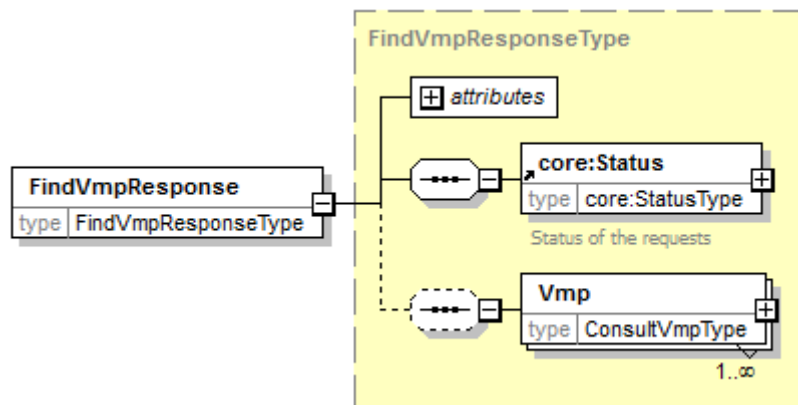 FindVmpResponseType
attributes
core:Status
type core:StatusType
Status of the requests
FindVmpResponse
type FindVmpResponseType
Vmp
type ConsultVmpType
1..∞